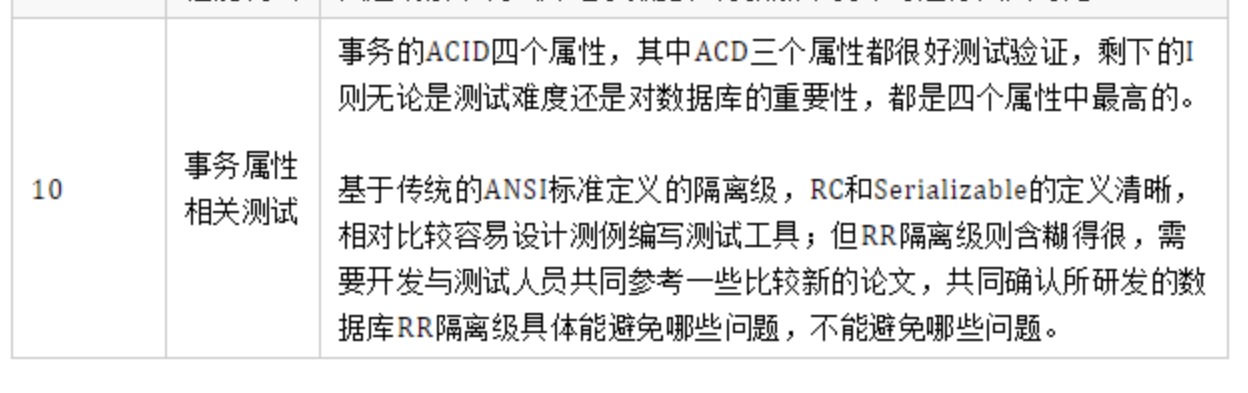 10
事务属性
相关测试
事务的ACID四个属性，其中ACD三个属性都很好测试验证，剩下的I
则无论是测试难度还是对数据库的重要性，都是四个属性中最高的。
基于传统的ANSI标准定义的隔离级，RC和Serializable的定义清晰，
相对比较容易设计测例编写测试工具；但RR隔离级则含糊得很，需
要开发与测试人员共同参考一些比较新的论文，共同确认所研发的数
据库RR隔离级具体能避免哪些问题，不能避免哪些问题。